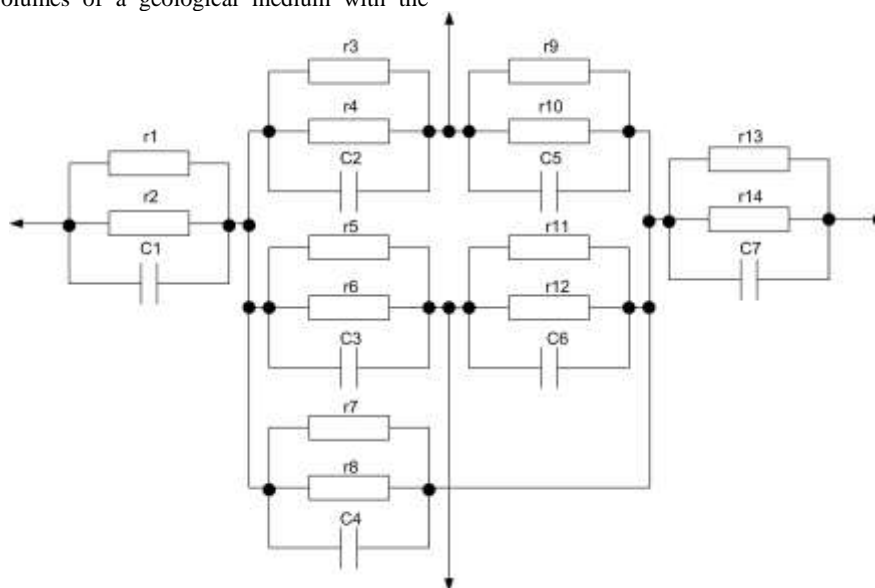 olumes of a geological medium with the
r3 r9
r4 r10
r1 C2 C5 r13
r2 r14
C1 r5 r11 C7
r6 r12
C3 C6
r7
r8
C4